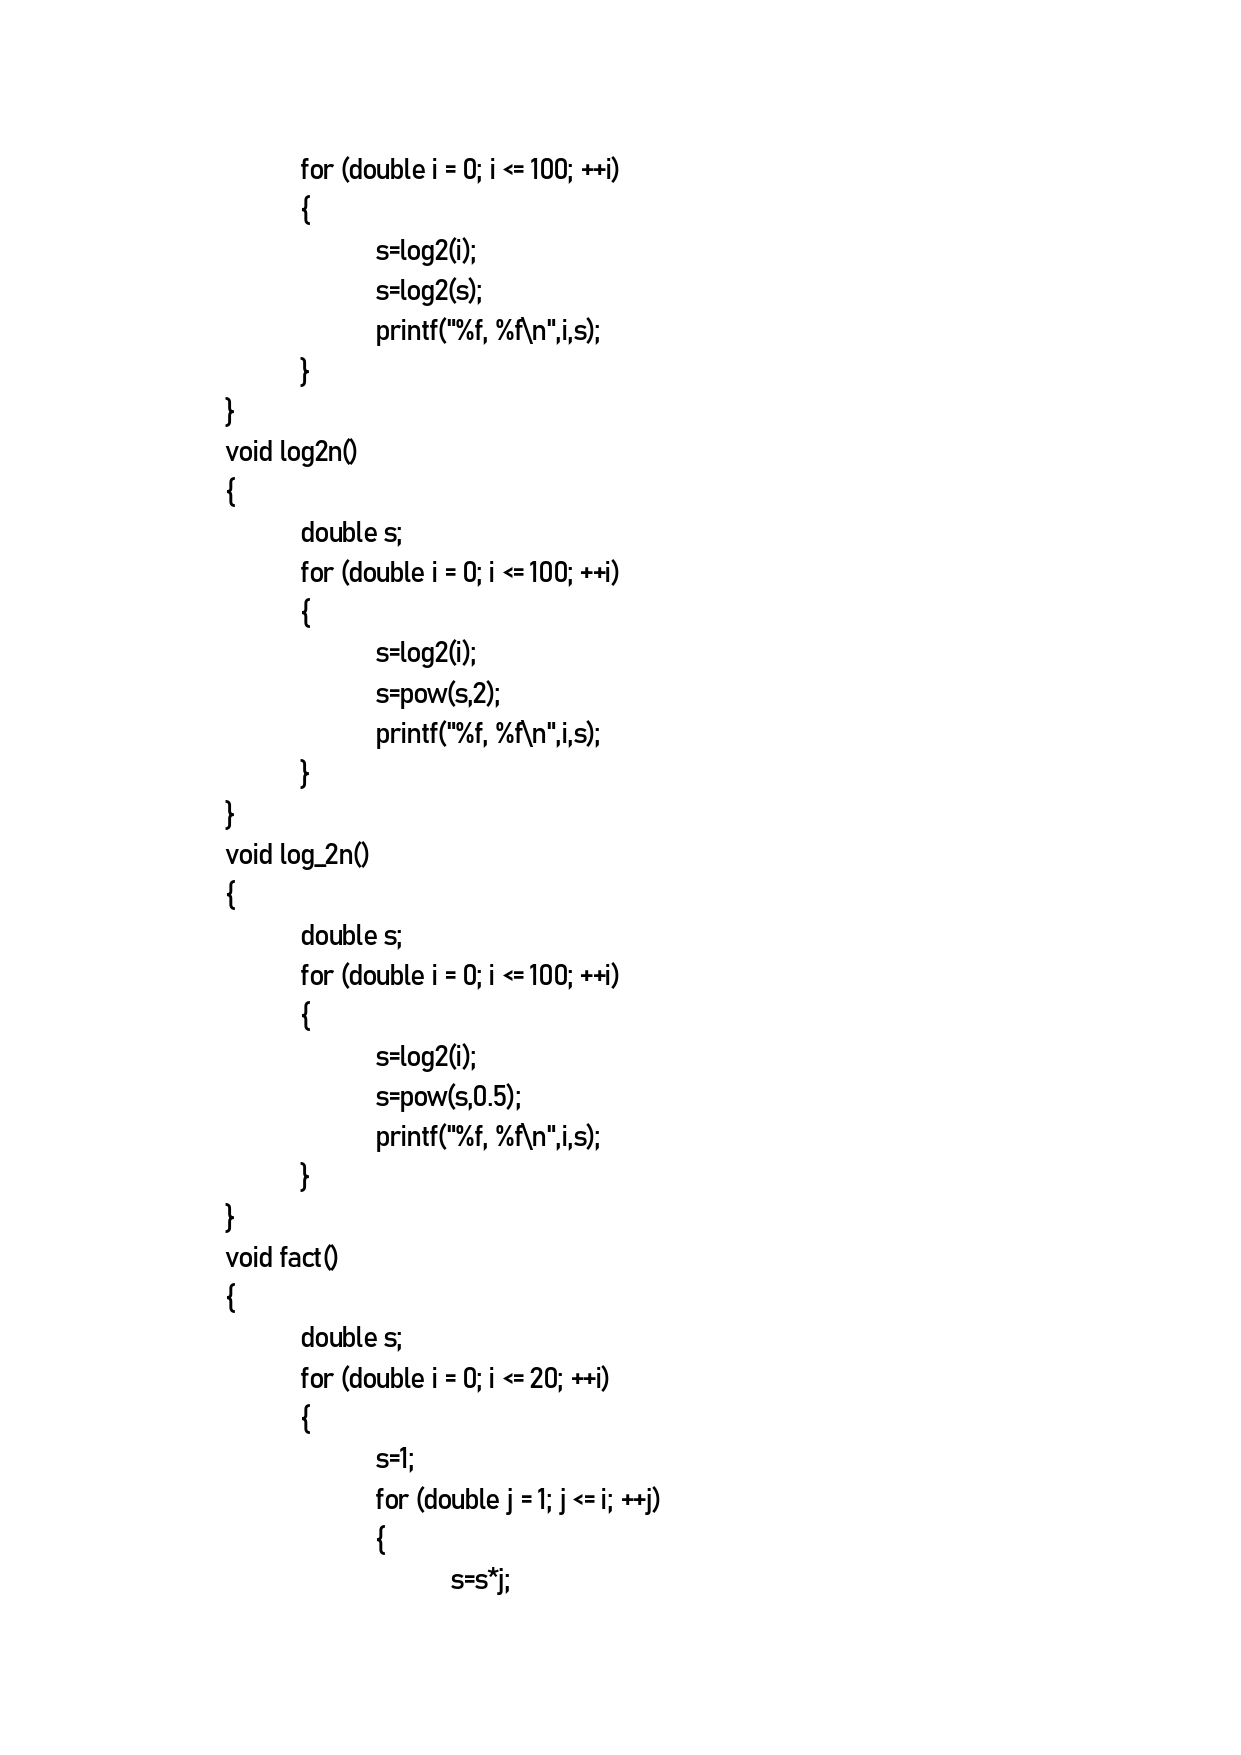 for (double i = 0; i <= 100; ++i)
{
s=log2(i);
s=log2(s);
printf("%f, %f\n",i,s);
}
}
void log2n()
{
double s;
for (double i = 0; i <= 100; ++i)
{
s=log2(i);
s=pow(s,2);
printf("%f, %f\n",i,s);
}
}
void log_2n()
{
double s;
for (double i = 0; i <= 100; ++i)
{
s=log2(i);
s=pow(s,0.5);
printf("%f, %f\n",i,s);
}
}
void fact()
{
double s;
for (double i = 0; i <= 20; ++i)
{
s=1;
for (double j = 1; j <= i; ++j)
{
s=s*j;